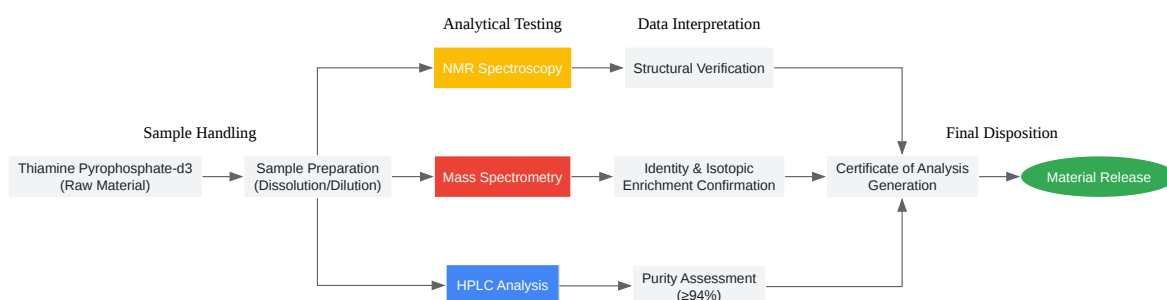 Analytical Testing
Data Interpretation
NMR Spectroscopy
Structural Verification
Sample Handling
Final Disposition
Thiamine Pyrophosphate-d3
(Raw Material)
Sample Preparation
(Dissolution/Dilution)
Mass Spectrometry
Identity & Isotopic
Enrichment Confirmation
Certificate of Analysis
Generation
Material Release
HPLC Analysis
Purity Assessment
(≥94%)